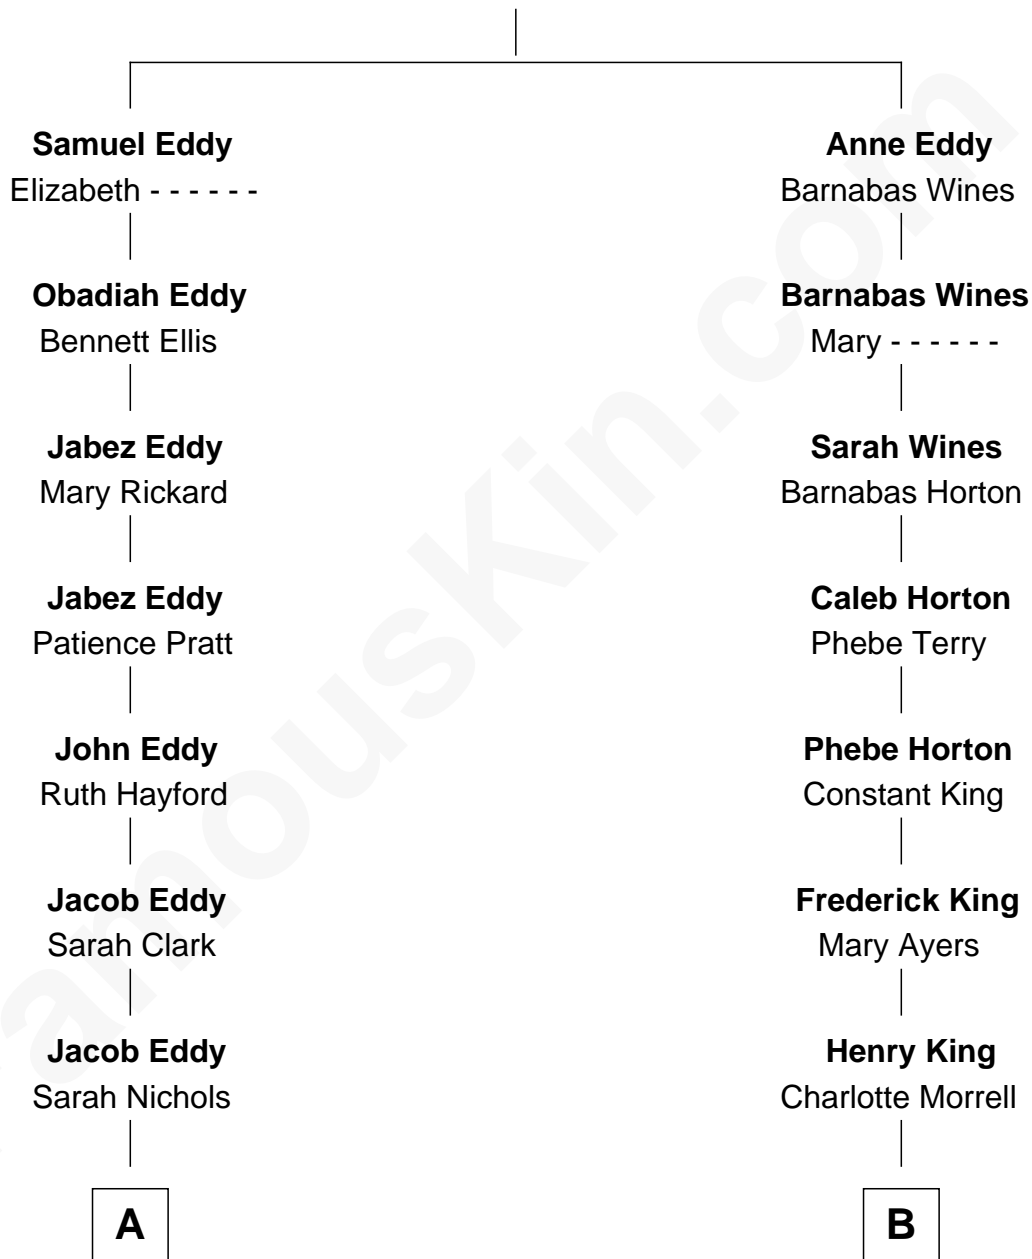 Samuel Eddy
Elizabeth - - - - - -
Obadiah Eddy
Bennett Ellis
Jabez Eddy
Mary Rickard
Jabez Eddy
Patience Pratt
John Eddy
Ruth Hayford
Jacob Eddy
Sarah Clark
Jacob Eddy
Sarah Nichols
A
Anne Eddy
Barnabas Wines
Barnabas Wines
Mary - - - - - -
Sarah Wines
Barnabas Horton
Caleb Horton
Phebe Terry
Phebe Horton
Constant King
Frederick King
Mary Ayers
Henry King
Charlotte Morrell
B
amouskin.com